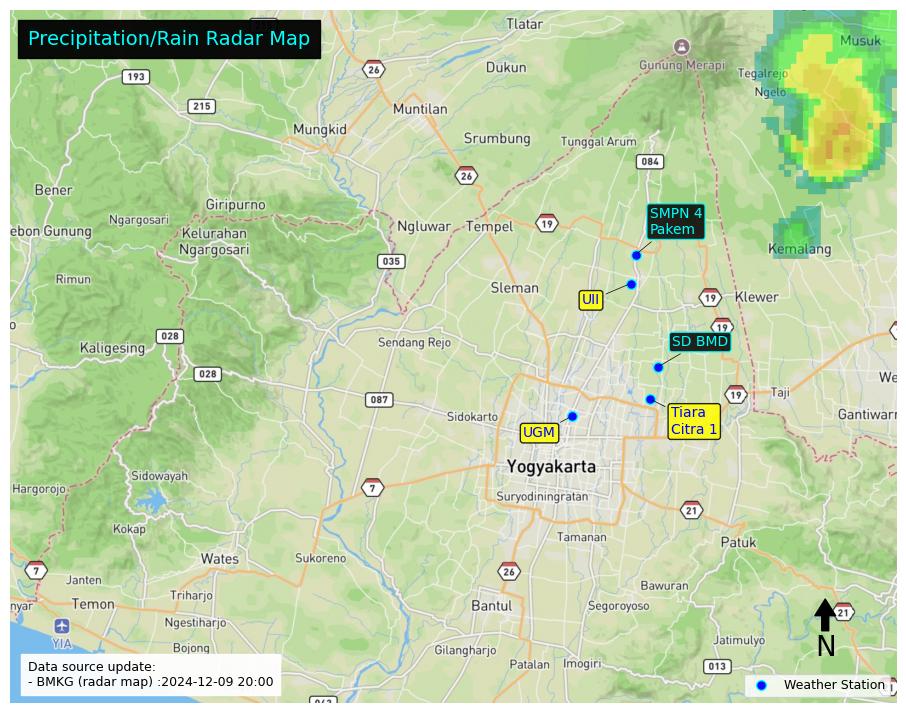 Precipitation/Rain Radar Map
Tlatar
Musuk
26
Dukun
Gunung Merapi
Tegalrejo
193
Ngelo
215
Muntilan
Mungkid
Srumbung
Tunggal Arum
084
26
Bener
Giripurno
SMPN 4
Pakem
Ngargosari
ebon Gunung
Kelurahan
Ngargosari
Ngluwar
Tempel
19
Kemalang
035
Rimun
Sleman
UII
19
Klewer
19
028
Kaligesing
Sendang Rejo
SD BMD
028
We
087
19
Taji
Sidokarto
Tiara
Citra 1
Gantiwarn
UGM
Yogyakarta
Sidowayah
Hargorojo
7
Suryodiningratan
21
Kokap
Tamanan
Patuk
Wates
Sukoreno
7
26
Janten
Bawuran
nyar
Temon
Triharjo
Bantul
Segoroyoso
21
YIA
Ngestiharjo
N
Bojong
Gilangharjo
Jatimulyo
Patalan
Imogiri
013
Data source update:
- BMKG (radar map) :2024-12-09 20:00
Weather Station